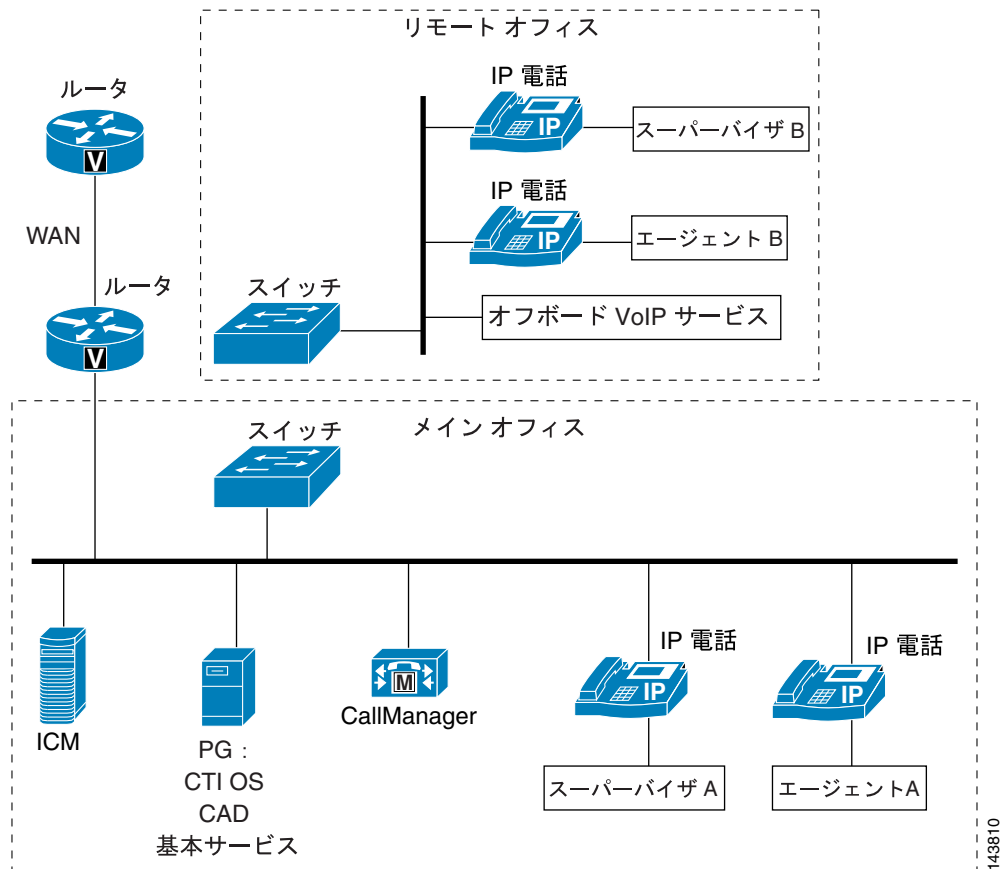 リモート オフィス
ルータ
V
WAN
ルータ
V
IP 電話
IP
スーパーバイザ B
IP 電話
IP
エージェント B
スイッチ
オフボード VoIP サービス
メイン オフィス
スイッチ
ICM
PG：
CTI OS
CAD
基本サービス
M
CallManager
IP 電話
IP
スーパーバイザ A
IP 電話
IP
エージェントA
143810